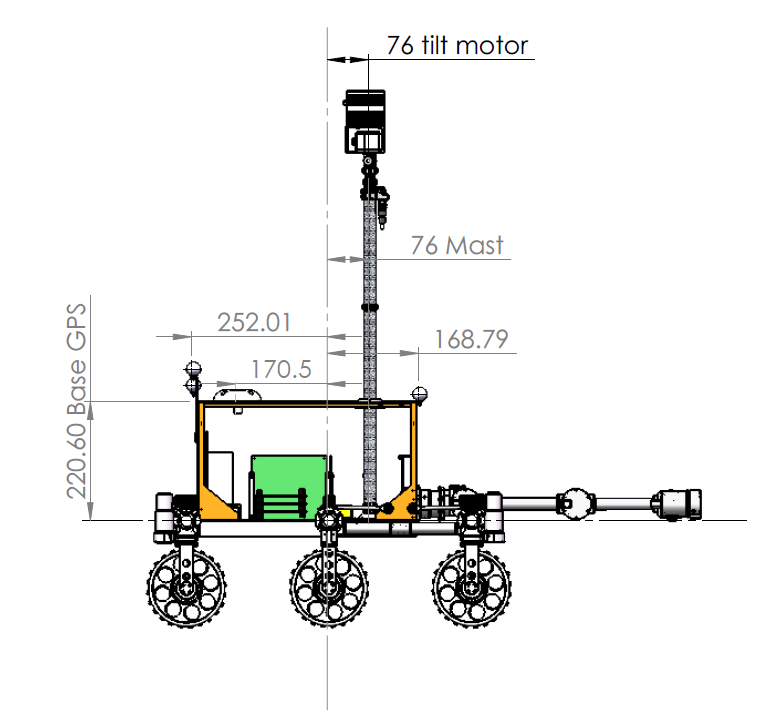 76 tilt motor
76 Mast
252.01
168.79
170.5
220.60 Base GPS